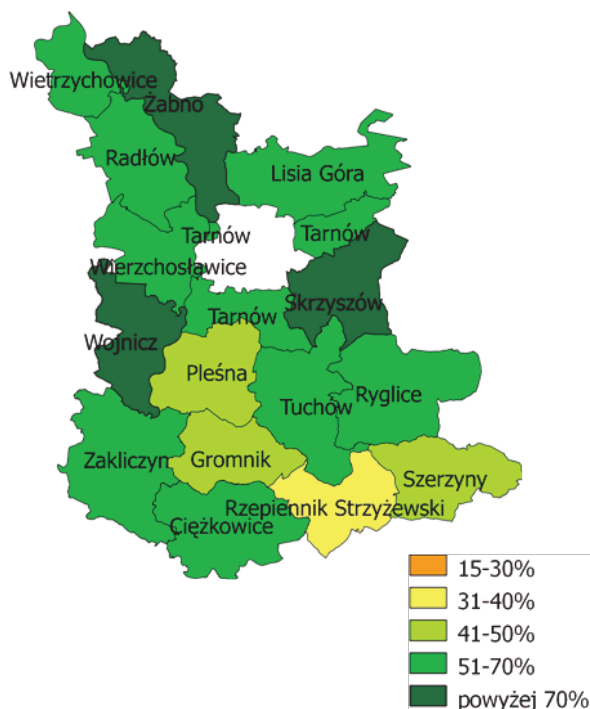 Wietrzychowice
Żabno
Radłów
Lisia Góra
Tarnów
Tarnów
Wierzchosławice
Skrzyszów
Tarnów
Wojnicz
Pleśna
Ryglice
Tuchów
Zakliczyn
Gromnik
Szerzyny
Rzepiennik Strzyżewski
Ciężkowice
15-30%
31-40%
41-50%
51-70%
powyżej 70%